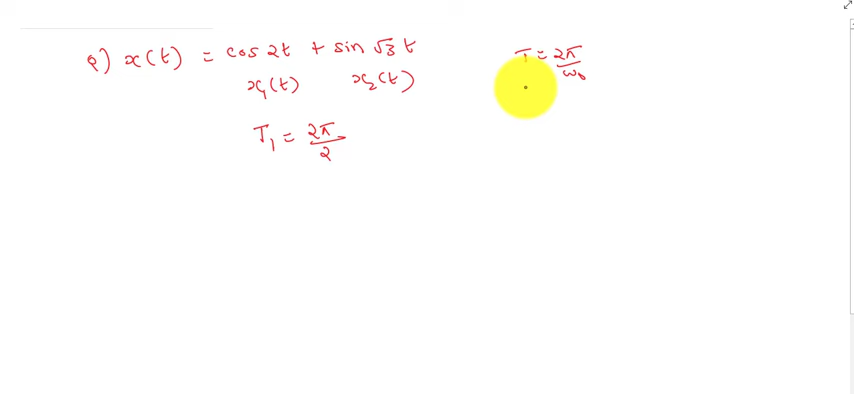 Q) x(t) = cos 2t + sin √3 t
x₁(t) x₂(t)
T = 2π/ω₀
T₁ = 2π/2